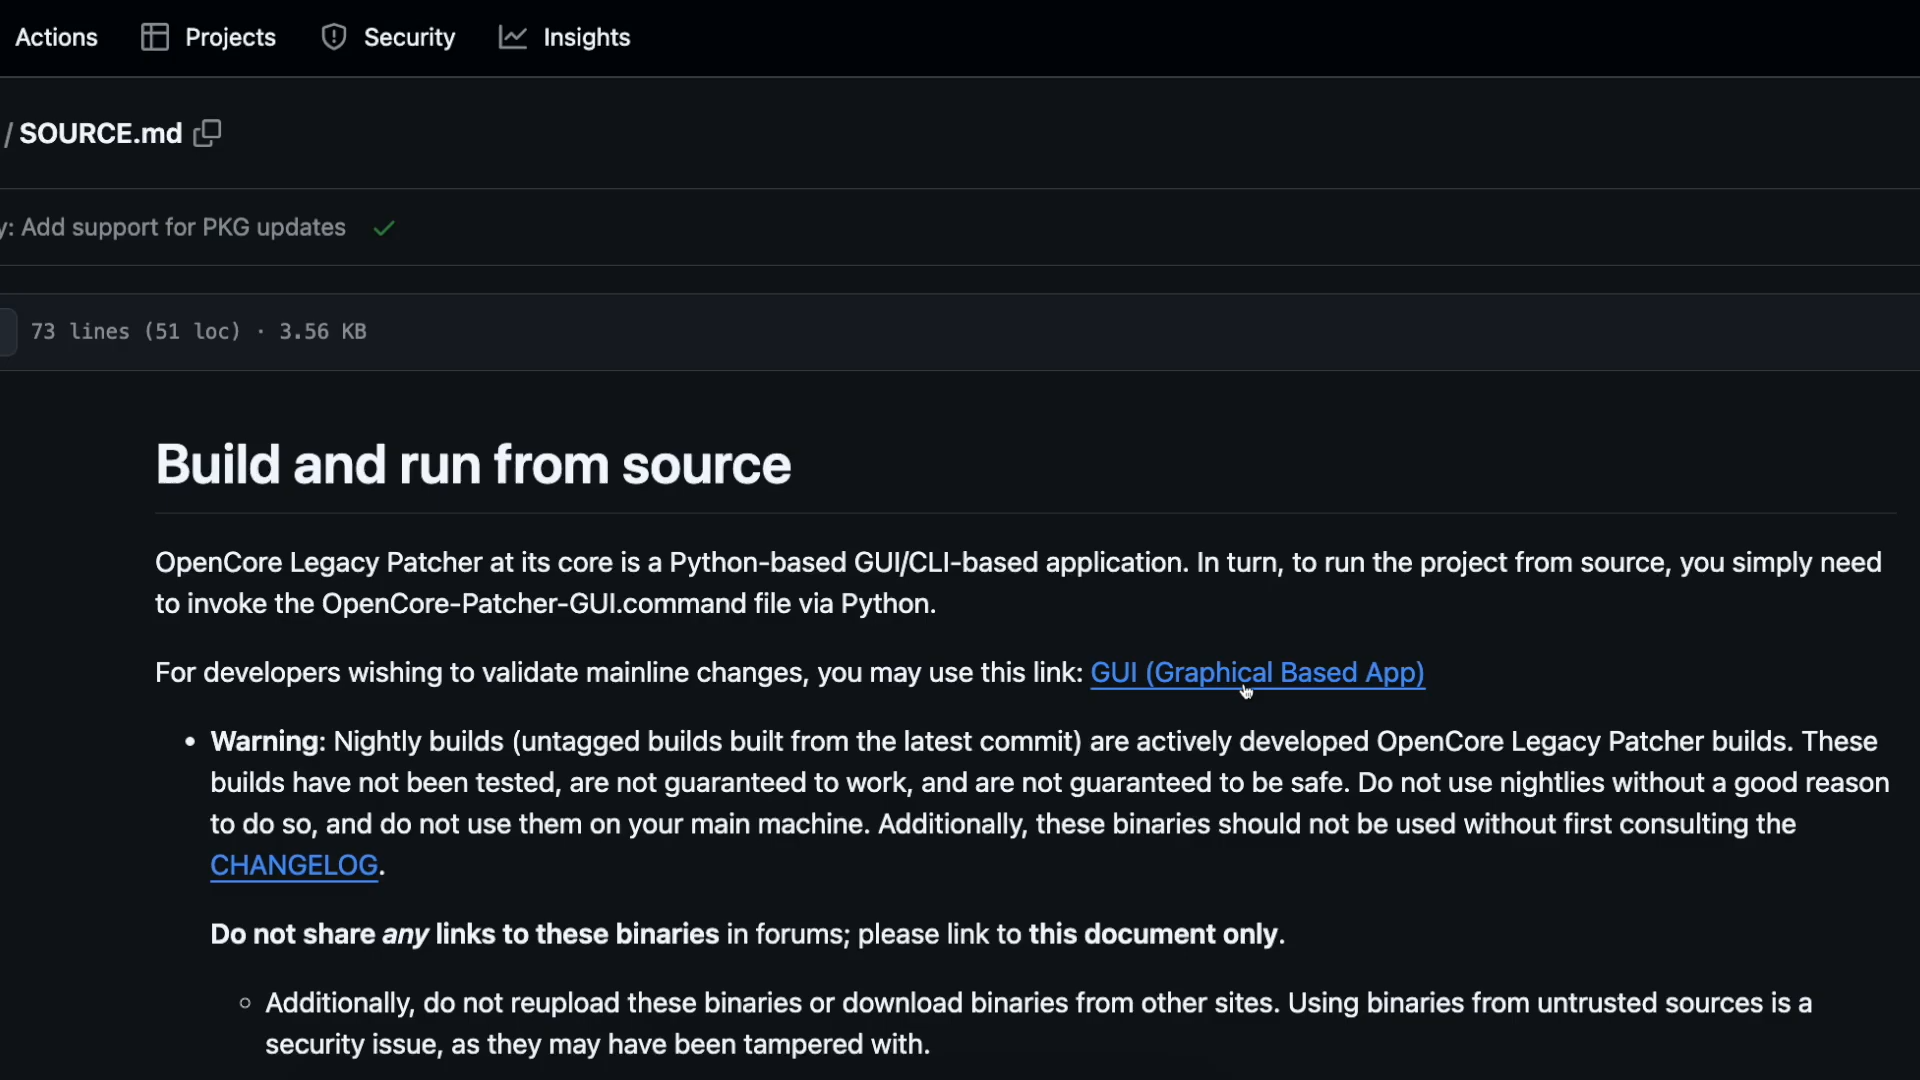 Actions Projects Security Insights
/ SOURCE.md
y: Add support for PKG updates
73 lines (51 loc) · 3.56 KB
Build and run from source
OpenCore Legacy Patcher at its core is a Python-based GUI/CLI-based application. In turn, to run the project from source, you simply need
to invoke the OpenCore-Patcher-GUI.command file via Python.
For developers wishing to validate mainline changes, you may use this link: GUI (Graphical Based App)
• Warning: Nightly builds (untagged builds built from the latest commit) are actively developed OpenCore Legacy Patcher builds. These
builds have not been tested, are not guaranteed to work, and are not guaranteed to be safe. Do not use nightlies without a good reason
to do so, and do not use them on your main machine. Additionally, these binaries should not be used without first consulting the
CHANGELOG.
Do not share any links to these binaries in forums; please link to this document only.
◦ Additionally, do not reupload these binaries or download binaries from other sites. Using binaries from untrusted sources is a
security issue, as they may have been tampered with.